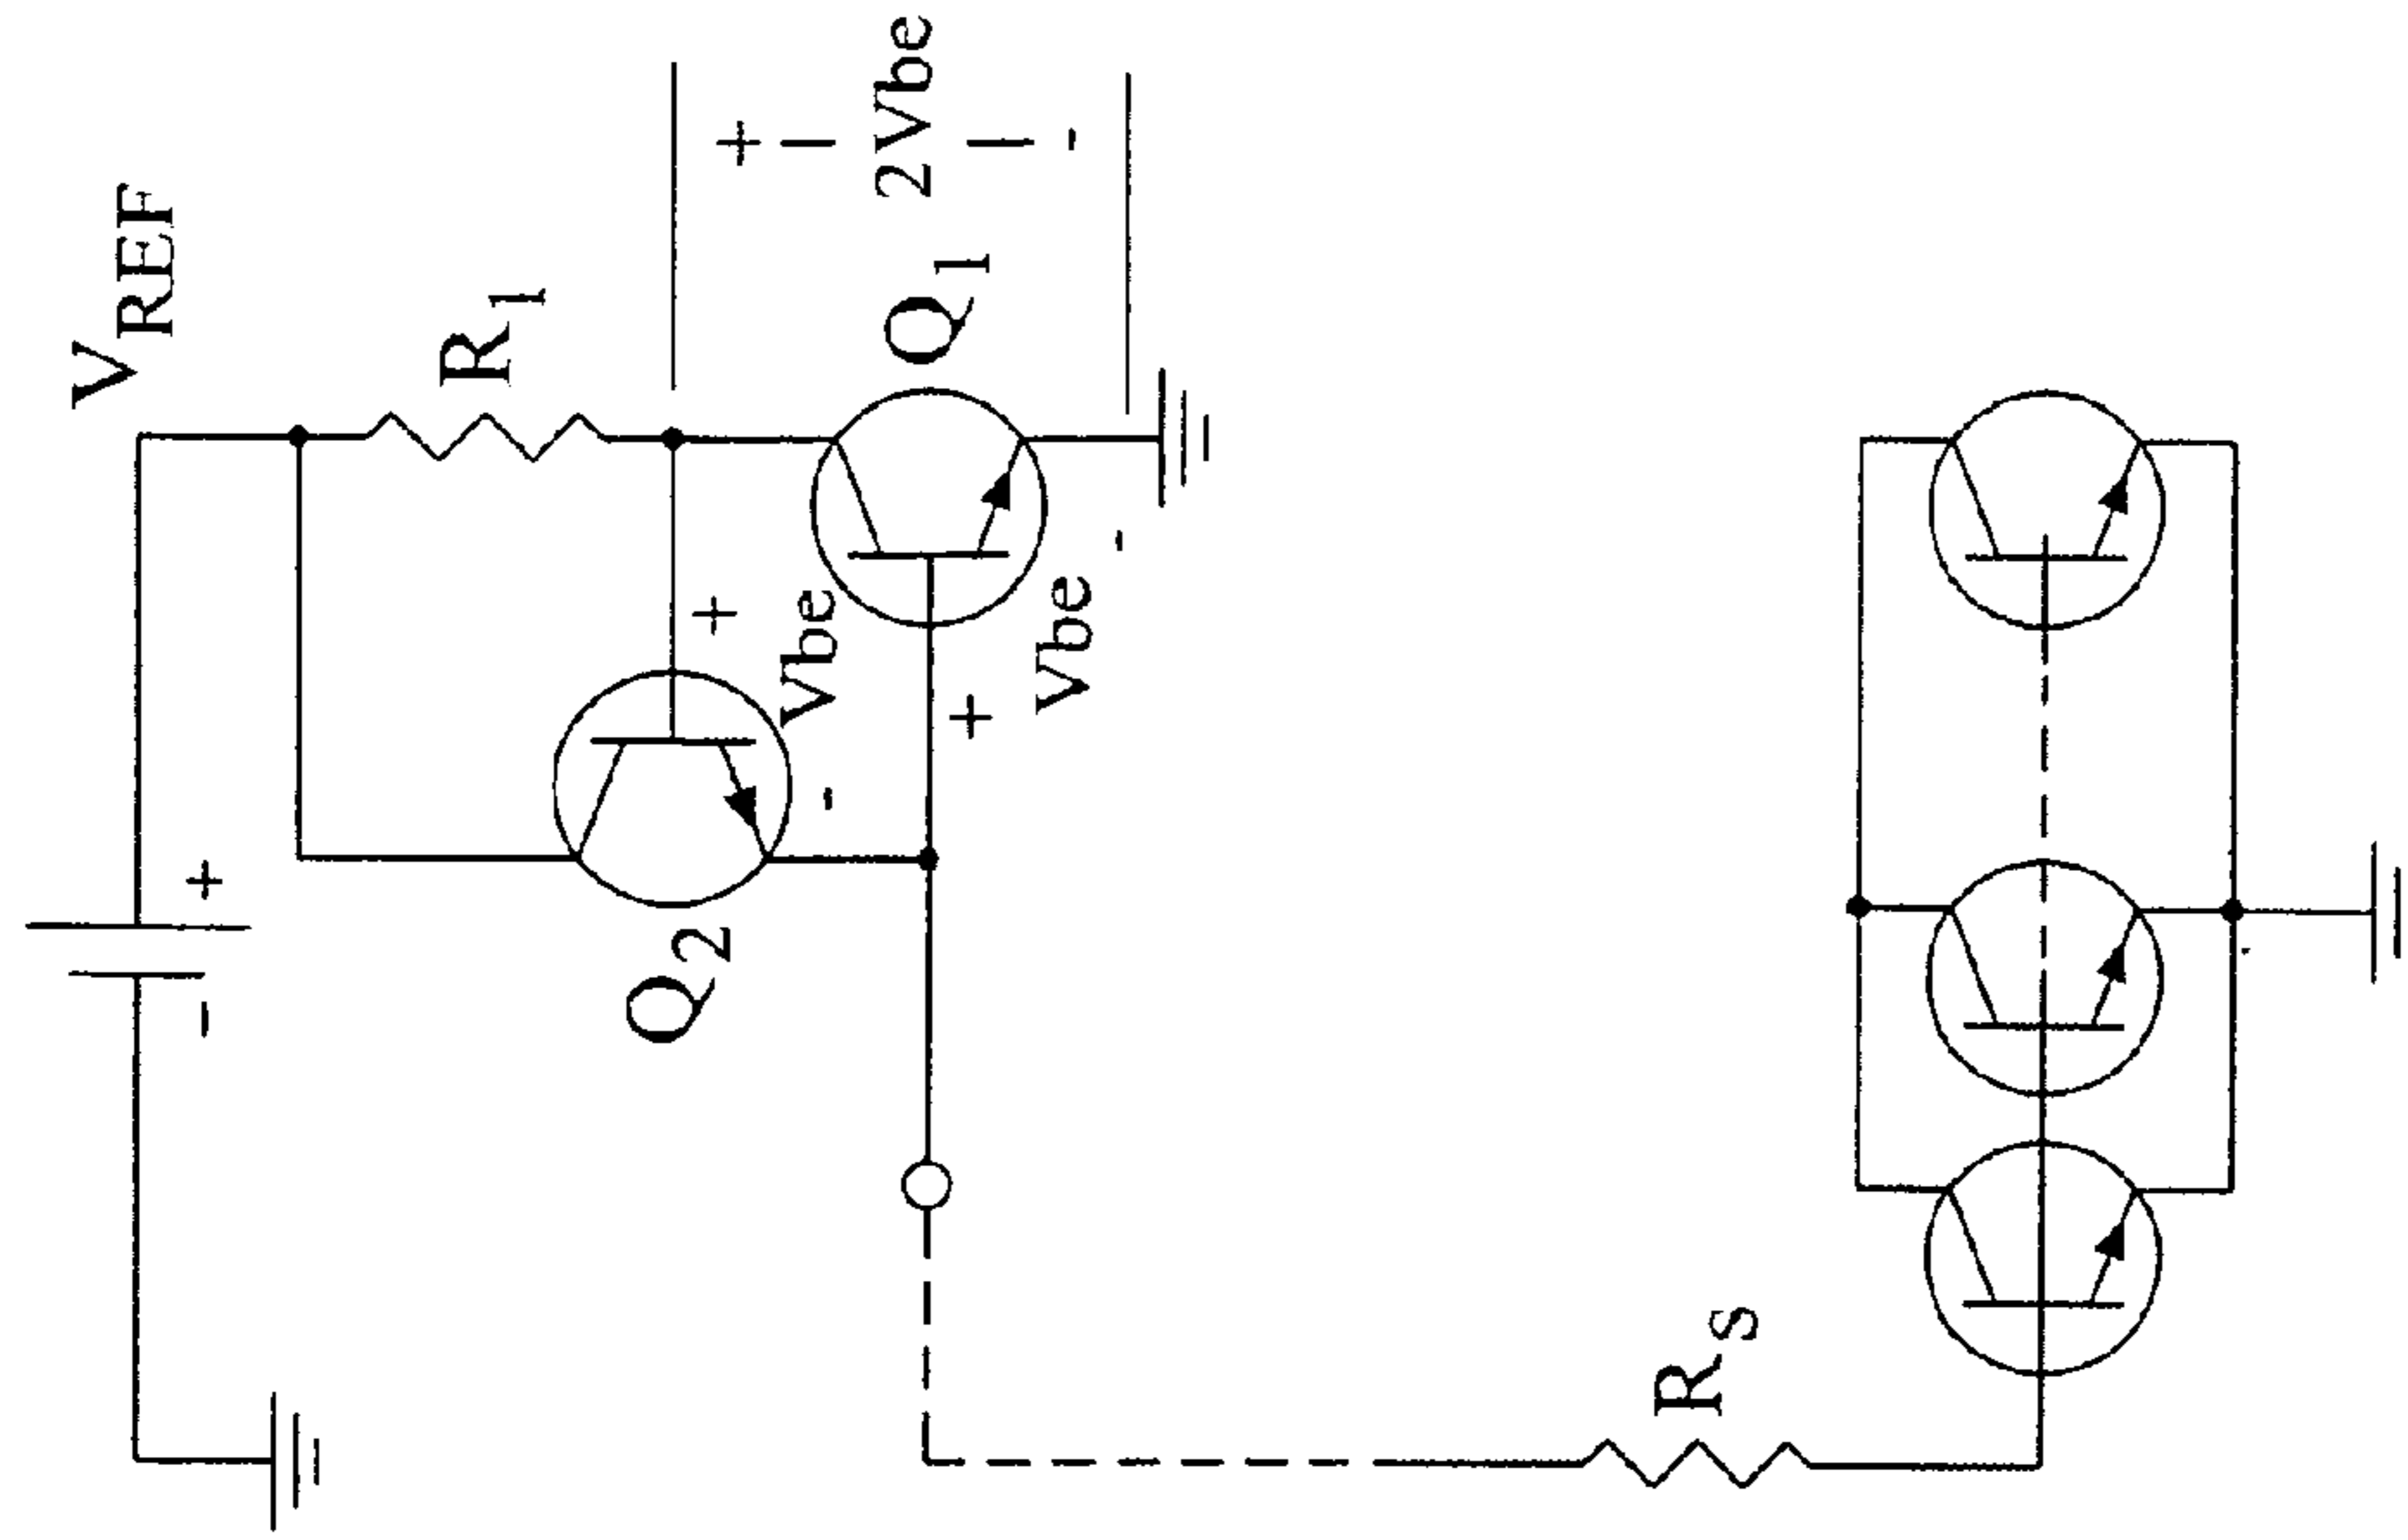 VREF
R1
+
2Vbe
-
Q1
+
Vbe
-
+
Vbe
-
+
-
Q2
RS